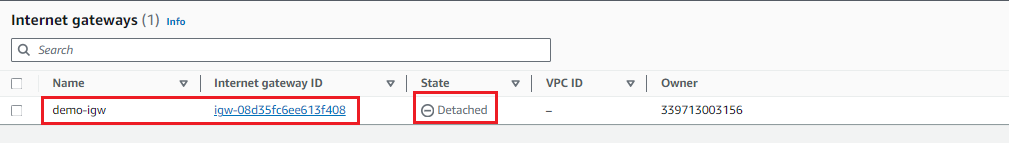 Internet gateways (1) Info
Search
Name Internet gateway ID State VPC ID Owner
demo-igw igw-08d35fc6ee613f408 Detached – 339713003156